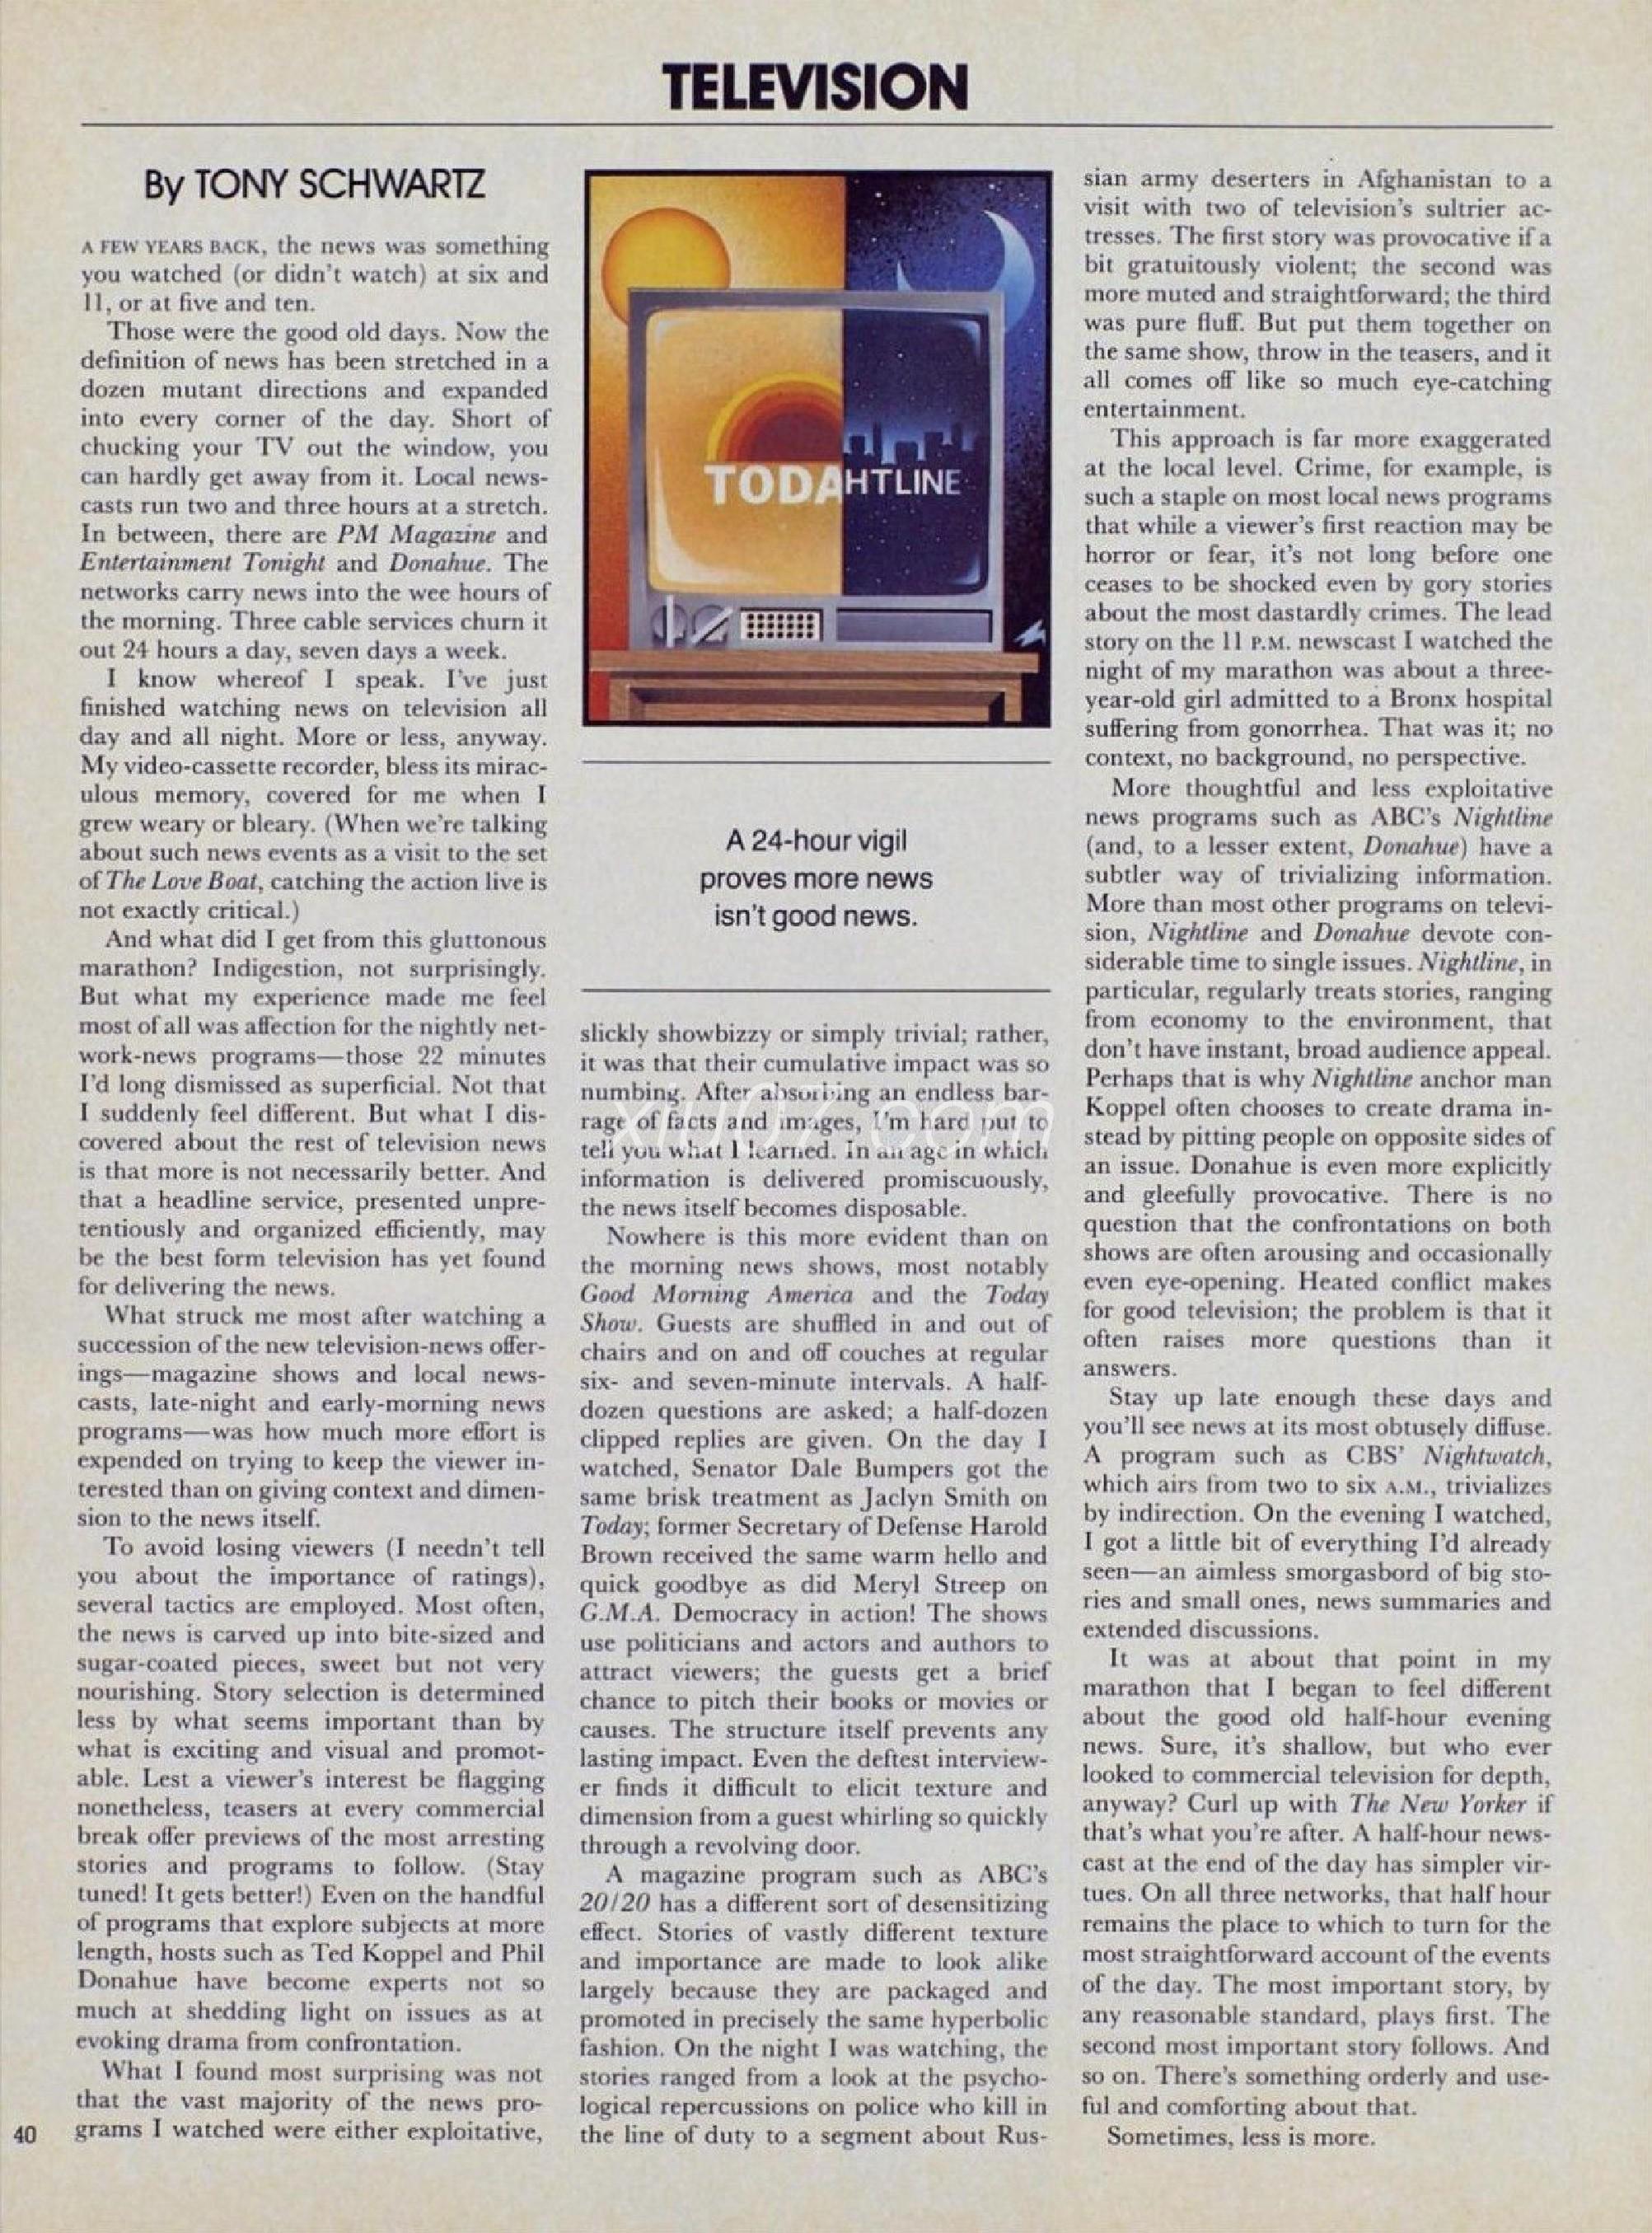 TELEVISION
By TONY SCHWARTZ
A FEW YEARS BACK, the news was something
you watched (or didn't watch) at six and
11, or at five and ten.
Those were the good old days. Now the
definition of news has been stretched in a
dozen mutant directions and expanded
into every corner of the day. Short of
chucking your TV out the window, you
can hardly get away from it. Local news-
casts run two and three hours at a stretch.
In between, there are PM Magazine and
Entertainment Tonight and Donahue. The
networks carry news into the wee hours of
the morning. Three cable services churn it
out 24 hours a day, seven days a week.
I know whereof I speak. I've just
finished watching news on television all
day and all night. More or less, anyway.
My video-cassette recorder, bless its mirac-
ulous memory, covered for me when I
grew weary or bleary. (When we're talking
about such news events as a visit to the set
of The Love Boat, catching the action live is
not exactly critical.)
And what did I get from this gluttonous
marathon? Indigestion, not surprisingly.
But what my experience made me feel
most of all was affection for the nightly net-
work-news programs—those 22 minutes
I'd long dismissed as superficial. Not that
I suddenly feel different. But what I dis-
covered about the rest of television news
is that more is not necessarily better. And
that a headline service, presented unpre-
tentiously and organized efficiently, may
be the best form television has yet found
for delivering the news.
What struck me most after watching a
succession of the new television-news offer-
ings—magazine shows and local news-
casts, late-night and early-morning news
programs—was how much more effort is
expended on trying to keep the viewer in-
terested than on giving context and dimen-
sion to the news itself.
To avoid losing viewers (I needn't tell
you about the importance of ratings),
several tactics are employed. Most often,
the news is carved up into bite-sized and
sugar-coated pieces, sweet but not very
nourishing. Story selection is determined
less by what seems important than by
what is exciting and visual and promot-
able. Lest a viewer's interest be flagging
nonetheless, teasers at every commercial
break offer previews of the most arresting
stories and programs to follow. (Stay
tuned! It gets better!) Even on the handful
of programs that explore subjects at more
length, hosts such as Ted Koppel and Phil
Donahue have become experts not so
much at shedding light on issues as at
evoking drama from confrontation.
What I found most surprising was not
that the vast majority of the news pro-
grams I watched were either exploitative,
40
TODAHTLINE
A 24-hour vigil
proves more news
isn't good news.
slickly showbizzy or simply trivial; rather,
it was that their cumulative impact was so
numbing. After absorbing an endless bar-
rage of facts and images, I'm hard put to
tell you what I learned. In an age in which
information is delivered promiscuously,
the news itself becomes disposable.
Nowhere is this more evident than on
the morning news shows, most notably
Good Morning America and the Today
Show. Guests are shuffled in and out of
chairs and on and off couches at regular
six- and seven-minute intervals. A half-
dozen questions are asked; a half-dozen
clipped replies are given. On the day I
watched, Senator Dale Bumpers got the
same brisk treatment as Jaclyn Smith on
Today; former Secretary of Defense Harold
Brown received the same warm hello and
quick goodbye as did Meryl Streep on
G.M.A. Democracy in action! The shows
use politicians and actors and authors to
attract viewers; the guests get a brief
chance to pitch their books or movies or
causes. The structure itself prevents any
lasting impact. Even the deftest interview-
er finds it difficult to elicit texture and
dimension from a guest whirling so quickly
through a revolving door.
A magazine program such as ABC's
20/20 has a different sort of desensitizing
effect. Stories of vastly different texture
and importance are made to look alike
largely because they are packaged and
promoted in precisely the same hyperbolic
fashion. On the night I was watching, the
stories ranged from a look at the psycho-
logical repercussions on police who kill in
the line of duty to a segment about Rus-
sian army deserters in Afghanistan to a
visit with two of television's sultrier ac-
tresses. The first story was provocative if a
bit gratuitously violent; the second was
more muted and straightforward; the third
was pure fluff. But put them together on
the same show, throw in the teasers, and it
all comes off like so much eye-catching
entertainment.
This approach is far more exaggerated
at the local level. Crime, for example, is
such a staple on most local news programs
that while a viewer's first reaction may be
horror or fear, it's not long before one
ceases to be shocked even by gory stories
about the most dastardly crimes. The lead
story on the 11 P.M. newscast I watched the
night of my marathon was about a three-
year-old girl admitted to a Bronx hospital
suffering from gonorrhea. That was it; no
context, no background, no perspective.
More thoughtful and less exploitative
news programs such as ABC's Nightline
(and, to a lesser extent, Donahue) have a
subtler way of trivializing information.
More than most other programs on televi-
sion, Nightline and Donahue devote con-
siderable time to single issues. Nightline, in
particular, regularly treats stories, ranging
from economy to the environment, that
don't have instant, broad audience appeal.
Perhaps that is why Nightline anchor man
Koppel often chooses to create drama in-
stead by pitting people on opposite sides of
an issue. Donahue is even more explicitly
and gleefully provocative. There is no
question that the confrontations on both
shows are often arousing and occasionally
even eye-opening. Heated conflict makes
for good television; the problem is that it
often raises more questions than it
answers.
Stay up late enough these days and
you'll see news at its most obtusely diffuse.
A program such as CBS' Nightwatch,
which airs from two to six A.M., trivializes
by indirection. On the evening I watched,
I got a little bit of everything I'd already
seen—an aimless smorgasbord of big sto-
ries and small ones, news summaries and
extended discussions.
It was at about that point in my
marathon that I began to feel different
about the good old half-hour evening
news. Sure, it's shallow, but who ever
looked to commercial television for depth,
anyway? Curl up with The New Yorker if
that's what you're after. A half-hour news-
cast at the end of the day has simpler vir-
tues. On all three networks, that half hour
remains the place to which to turn for the
most straightforward account of the events
of the day. The most important story, by
any reasonable standard, plays first. The
second most important story follows. And
so on. There's something orderly and use-
ful and comforting about that.
Sometimes, less is more.